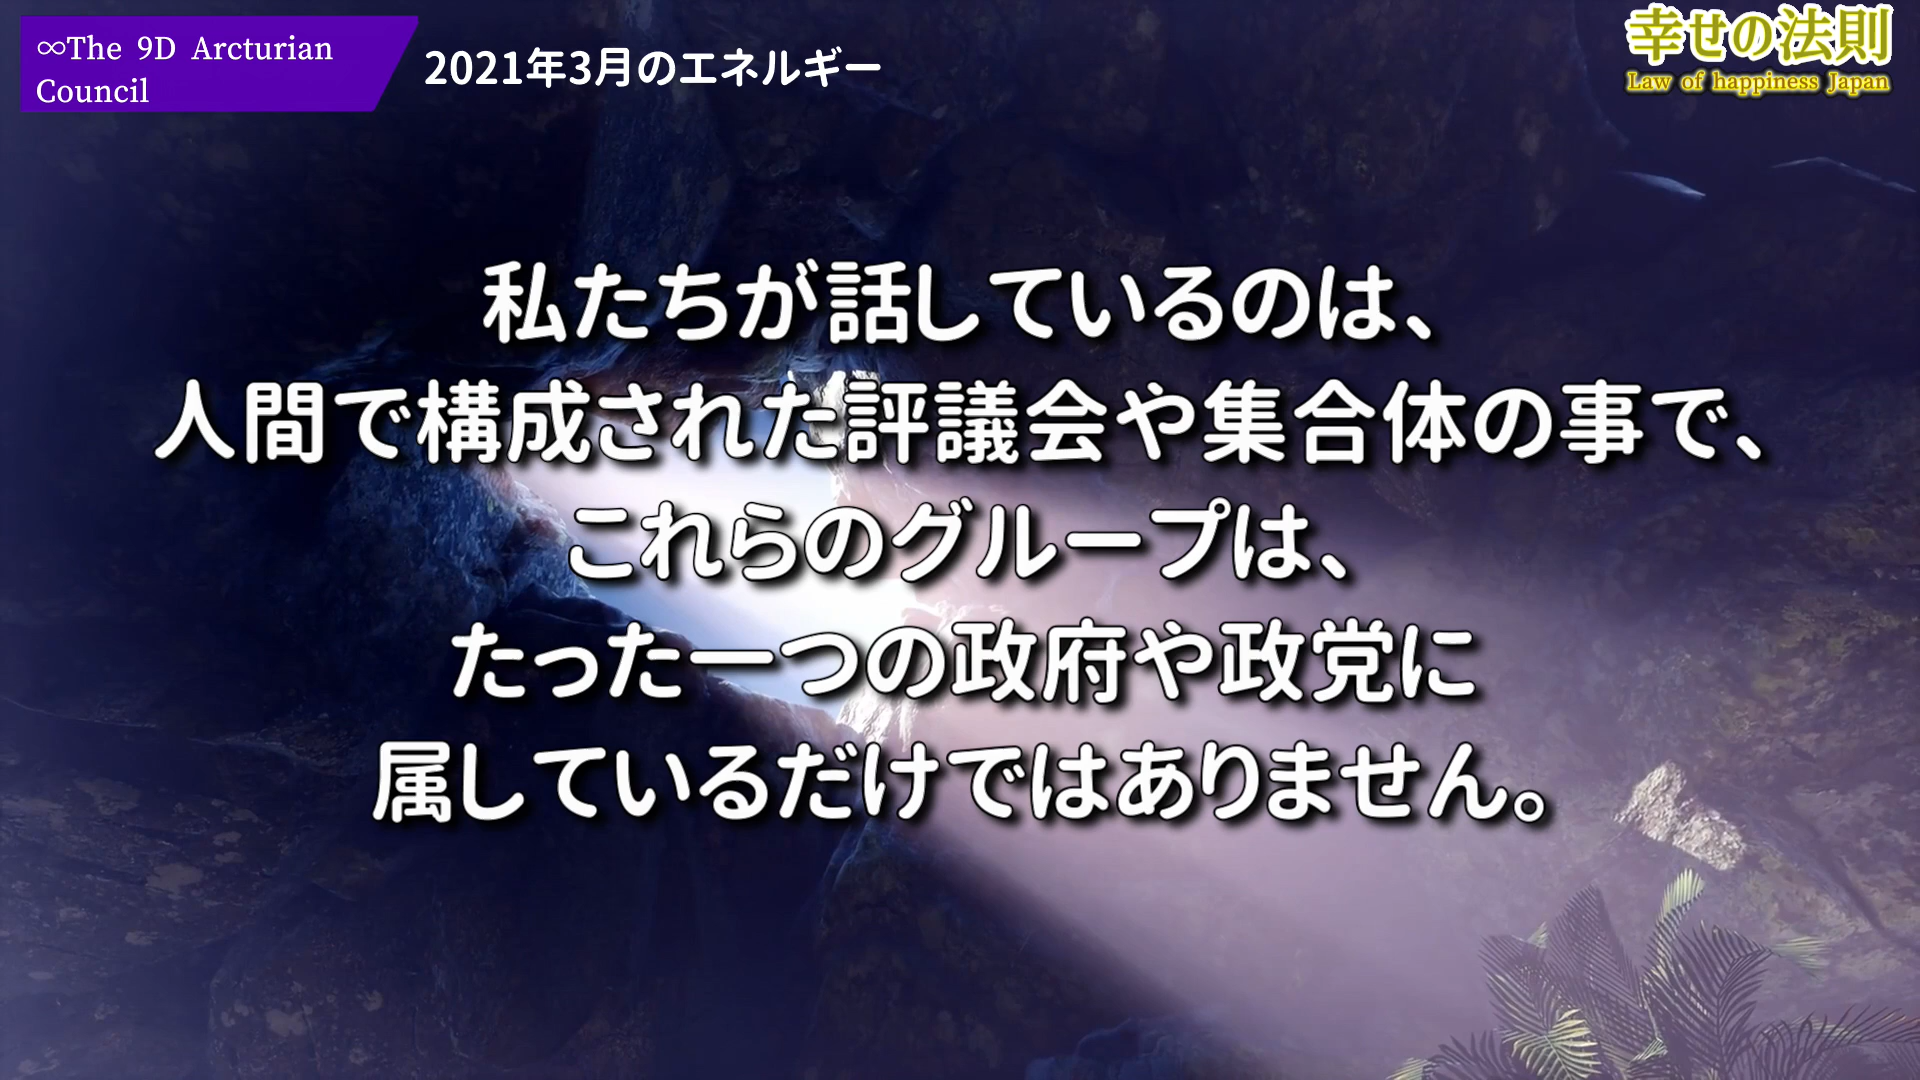 ∞The 9D Arcturian
Council
2021年3月のエネルギー
幸せの法則
Law of happiness Japan
私たちが話しているのは、
人間で構成された評議会や集合体の事で、
これらのグループは、
たった一つの政府や政党に
属しているだけではありません。